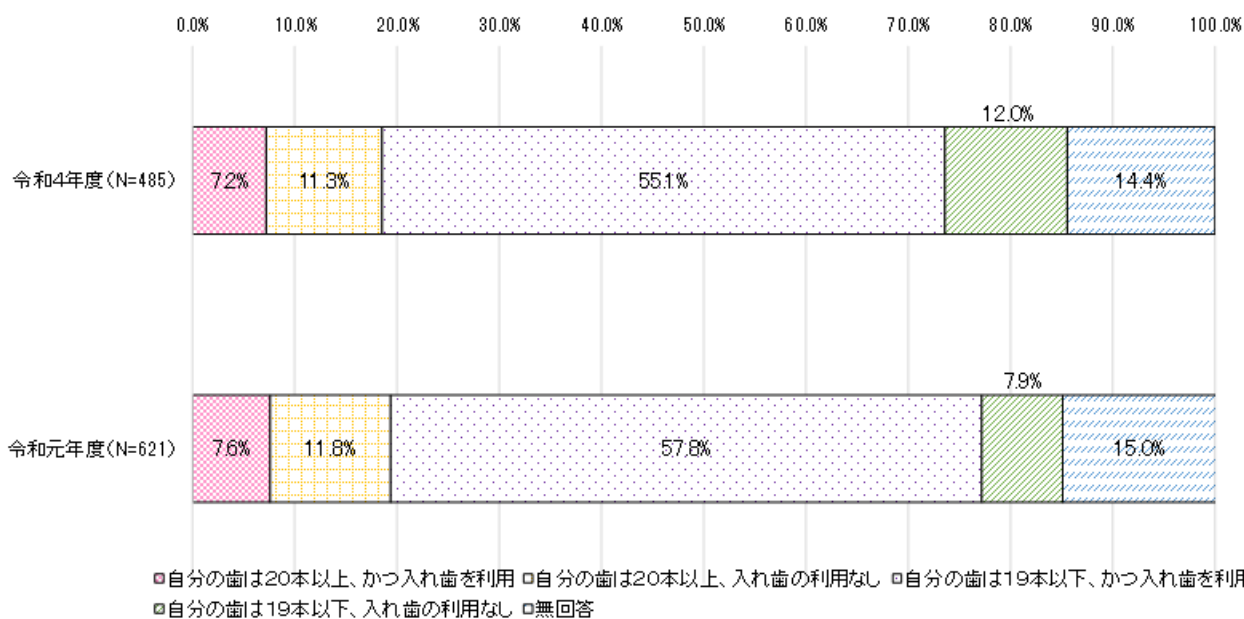 0.0% 10.0% 20.0% 30.0% 40.0% 50.0% 60.0% 70.0% 80.0% 90.0% 100.0%
12.0%
令和4年度(N=485) 7.2% 11.3% 55.1% 14.4%
7.9%
令和元年度(N=621) 7.6% 11.8% 57.8% 15.0%
自分の歯は20本以上、かつ入れ歯を利用 自分の歯は20本以上、入れ歯の利用なし 自分の歯は19本以下、かつ入れ歯を利用
自分の歯は19本以下、入れ歯の利用なし 無回答